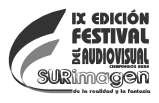 IX EDICIÓN
FESTIVAL
DEL AUDIOVISUAL
SURimagen
de la realidad y la fantasía